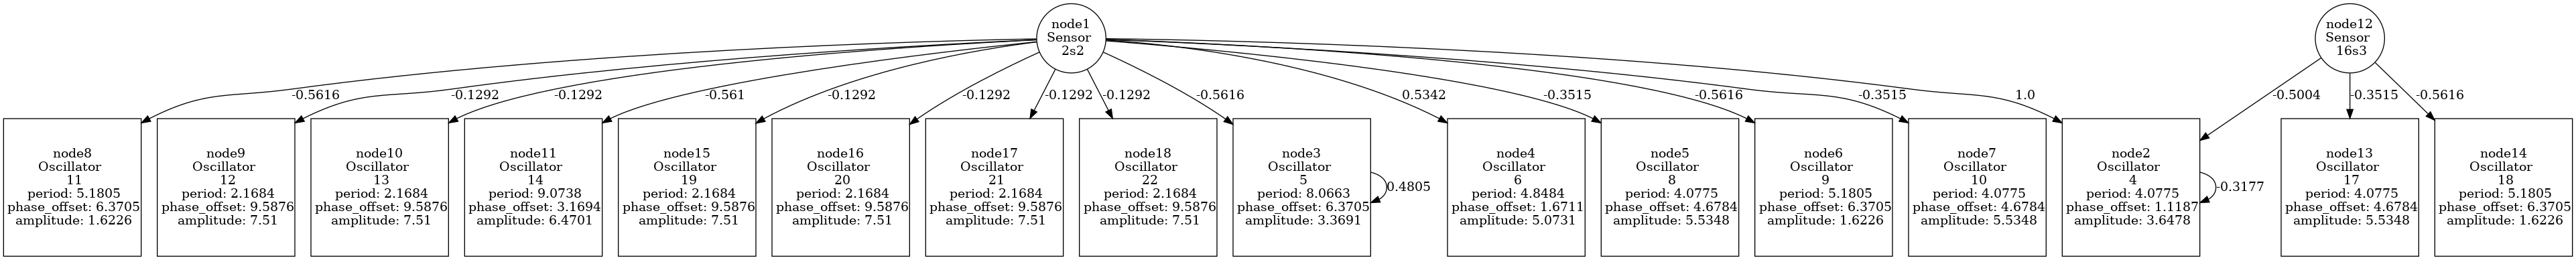 node1
Sensor
2s2
node12
Sensor
16s3
-0.5616
-0.1292
-0.1292
-0.561
-0.1292
-0.1292
-0.1292
-0.1292
-0.5616
0.5342
-0.3515
-0.5616
-0.3515
1.0
-0.5004
-0.3515
-0.5616
node8
Oscillator
11
period: 5.1805
phase_offset: 6.3705
amplitude: 1.6226
node9
Oscillator
12
period: 2.1684
phase_offset: 9.5876
amplitude: 7.51
node10
Oscillator
13
period: 2.1684
phase_offset: 9.5876
amplitude: 7.51
node11
Oscillator
14
period: 9.0738
phase_offset: 3.1694
amplitude: 6.4701
node15
Oscillator
19
period: 2.1684
phase_offset: 9.5876
amplitude: 7.51
node16
Oscillator
20
period: 2.1684
phase_offset: 9.5876
amplitude: 7.51
node17
Oscillator
21
period: 2.1684
phase_offset: 9.5876
amplitude: 7.51
node18
Oscillator
22
period: 2.1684
phase_offset: 9.5876
amplitude: 7.51
node3
Oscillator
5
period: 8.0663
phase_offset: 6.3705
amplitude: 3.3691
0.4805
node4
Oscillator
6
period: 4.8484
phase_offset: 1.6711
amplitude: 5.0731
node5
Oscillator
8
period: 4.0775
phase_offset: 4.6784
amplitude: 5.5348
node6
Oscillator
9
period: 5.1805
phase_offset: 6.3705
amplitude: 1.6226
node7
Oscillator
10
period: 4.0775
phase_offset: 4.6784
amplitude: 5.5348
node2
Oscillator
4
period: 4.0775
phase_offset: 1.1187
amplitude: 3.6478
-0.3177
node13
Oscillator
17
period: 4.0775
phase_offset: 4.6784
amplitude: 5.5348
node14
Oscillator
18
period: 5.1805
phase_offset: 6.3705
amplitude: 1.6226